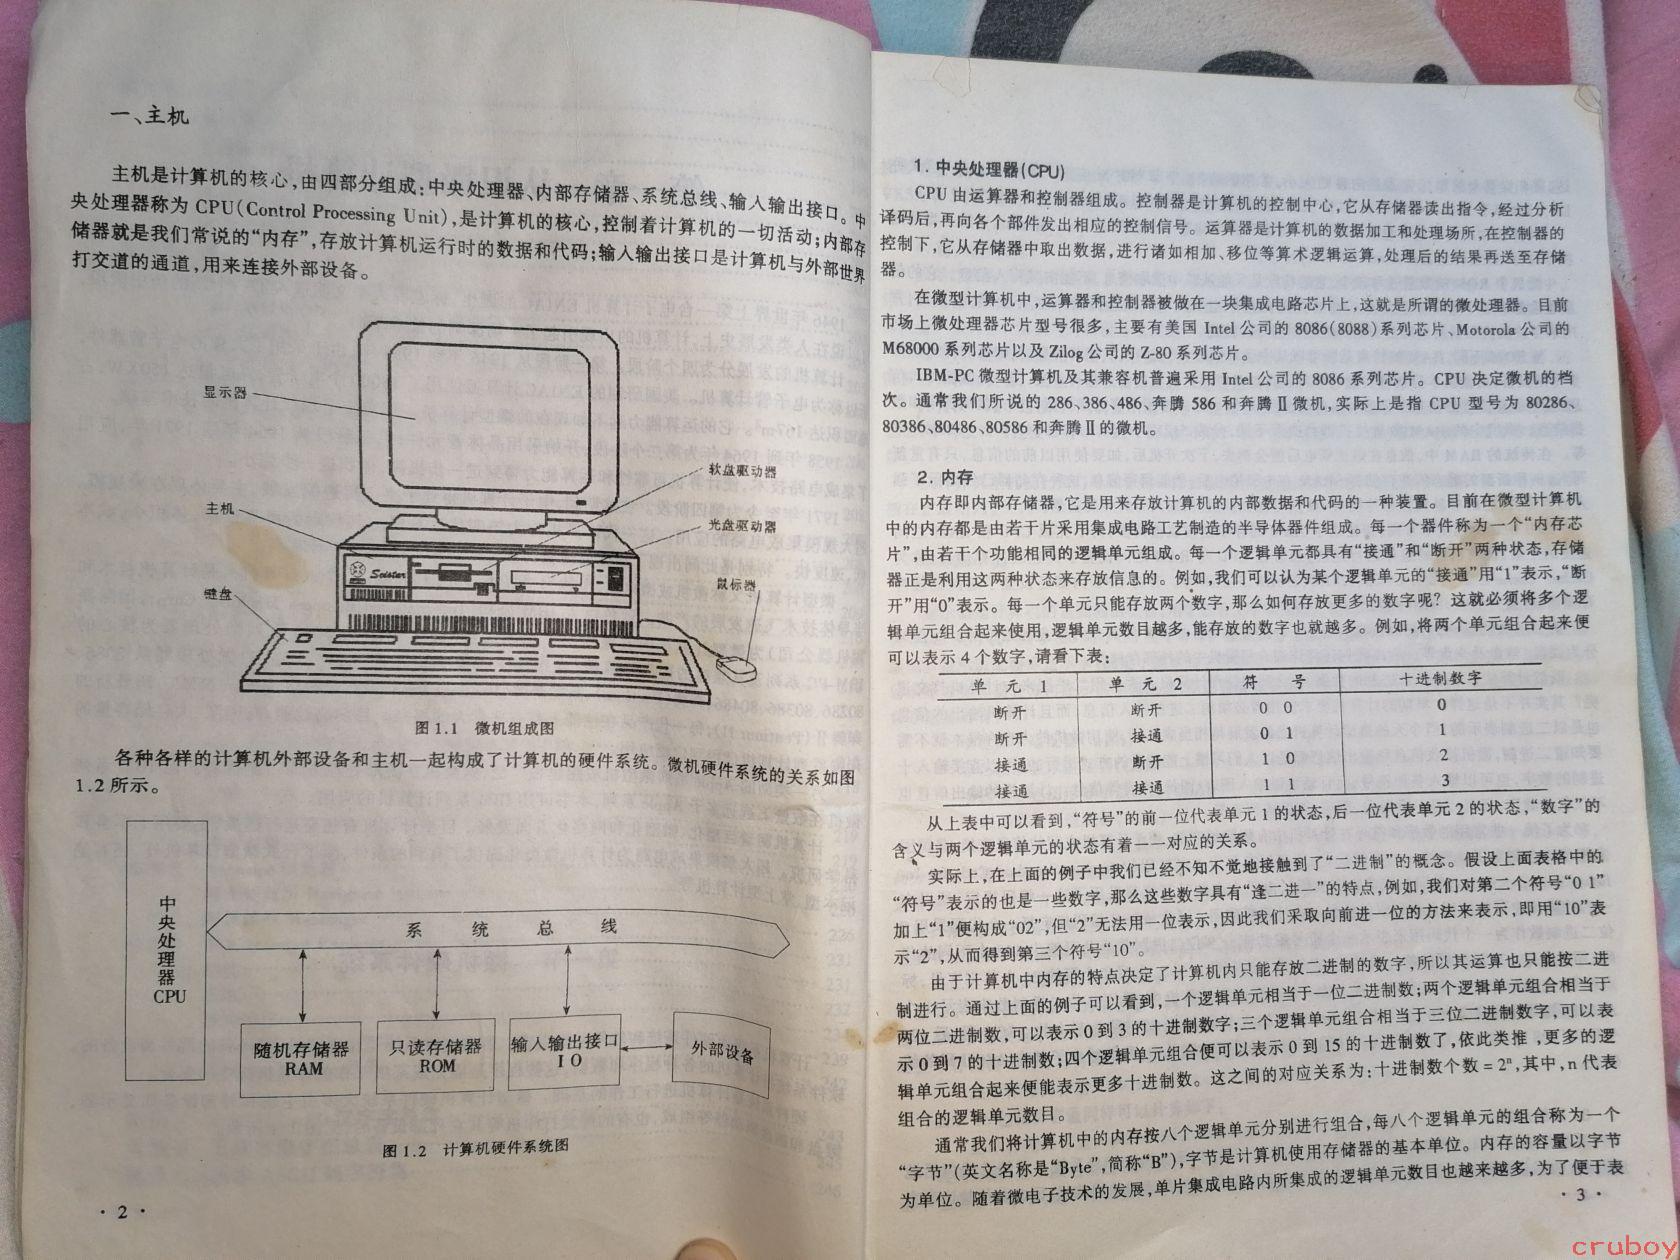 一、主机
主机是计算机的核心,由四部分组成:中央处理器、内部存储器、系统总线、输入输出接口。中
央处理器称为 CPU(Control Processing Unit),是计算机的核心,控制着计算机的一切活动;内部存
储器就是我们常说的“内存”,存放计算机运行时的数据和代码;输入输出接口是计算机与外部世界
打交道的通道,用来连接外部设备。
显示器
软盘驱动器
主机
光盘驱动器
Scistar
键盘
鼠标器
图 1.1 微机组成图
各种各样的计算机外部设备和主机一起构成了计算机的硬件系统。微机硬件系统的关系如图
1.2 所示。
中央处理器CPU
系 统 总 线
随机存储器
RAM
只读存储器
ROM
输入输出接口
I O
外部设备
图 1.2 计算机硬件系统图
· 2 ·
1. 中央处理器(CPU)
CPU 由运算器和控制器组成。控制器是计算机的控制中心,它从存储器读出指令,经过分析
译码后,再向各个部件发出相应的控制信号。运算器是计算机的数据加工和处理场所,在控制器的
控制下,它从存储器中取出数据,进行诸如相加、移位等算术逻辑运算,处理后的结果再送至存储
器。
在微型计算机中,运算器和控制器被做在一块集成电路芯片上,这就是所谓的微处理器。目前
市场上微处理器芯片型号很多,主要有美国 Intel 公司的 8086(8088)系列芯片、Motorola 公司的
M68000 系列芯片以及 Zilog 公司的 Z-80 系列芯片。
IBM-PC 微型计算机及其兼容机普遍采用 Intel 公司的 8086 系列芯片。CPU 决定微机的档
次。通常我们所说的 286、386、486、奔腾 586 和奔腾Ⅱ微机,实际上是指 CPU 型号为 80286、
80386、80486、80586 和奔腾Ⅱ的微机。
2. 内存
内存即内部存储器,它是用来存放计算机的内部数据和代码的一种装置。目前在微型计算机
中的内存都是由若干片采用集成电路工艺制造的半导体器件组成。每一个器件称为一个“内存芯
片”,由若干个功能相同的逻辑单元组成。每一个逻辑单元都具有“接通”和“断开”两种状态,存储
器正是利用这两种状态来存放信息的。例如,我们可以认为某个逻辑单元的“接通”用“1”表示,“断
开”用“0”表示。每一个单元只能存放两个数字,那么如何存放更多的数字呢?这就必须将多个逻
辑单元组合起来使用,逻辑单元数目越多,能存放的数字也就越多。例如,将两个单元组合起来便
可以表示 4 个数字,请看下表:
单 元 1 单 元 2 符 号 十进制数字
断开 断开 0 0 0
断开 接通 0 1 1
接通 断开 1 0 2
接通 接通 1 1 3
从上表中可以看到,“符号”的前一位代表单元 1 的状态,后一位代表单元 2 的状态,“数字”的
含义与两个逻辑单元的状态有着一一对应的关系。
实际上,在上面的例子中我们已经不知不觉地接触到了“二进制”的概念。假设上面表格中的
“符号”表示的也是一些数字,那么这些数字具有“逢二进一”的特点,例如,我们对第二个符号“0 1”
加上“1”便构成“02”,但“2”无法用一位表示,因此我们采取向前进一位的方法来表示,即用“10”表
示“2”,从而得到第三个符号“10”。
由于计算机中内存的特点决定了计算机内只能存放二进制的数字,所以其运算也只能按二进
制进行。通过上面的例子可以看到,一个逻辑单元相当于一位二进制数;两个逻辑单元组合相当于
两位二进制数,可以表示 0 到 3 的十进制数字;三个逻辑单元组合相当于三位二进制数字,可以表
示 0 到 7 的十进制数;四个逻辑单元组合便可以表示 0 到 15 的十进制数了,依此类推,更多的逻
辑单元组合起来便能表示更多十进制数。这之间的对应关系为:十进制数个数 = 2ⁿ,其中,n 代表
组合的逻辑单元数目。
通常我们将计算机中的内存按八个逻辑单元分别进行组合,每八个逻辑单元的组合称为一个
“字节”(英文名称是“Byte”,简称“B”),字节是计算机使用存储器的基本单位。内存的容量以字节
为单位。随着微电子技术的发展,单片集成电路内所集成的逻辑单元数目也越来越多,为了便于表
· 3 ·
cruboy